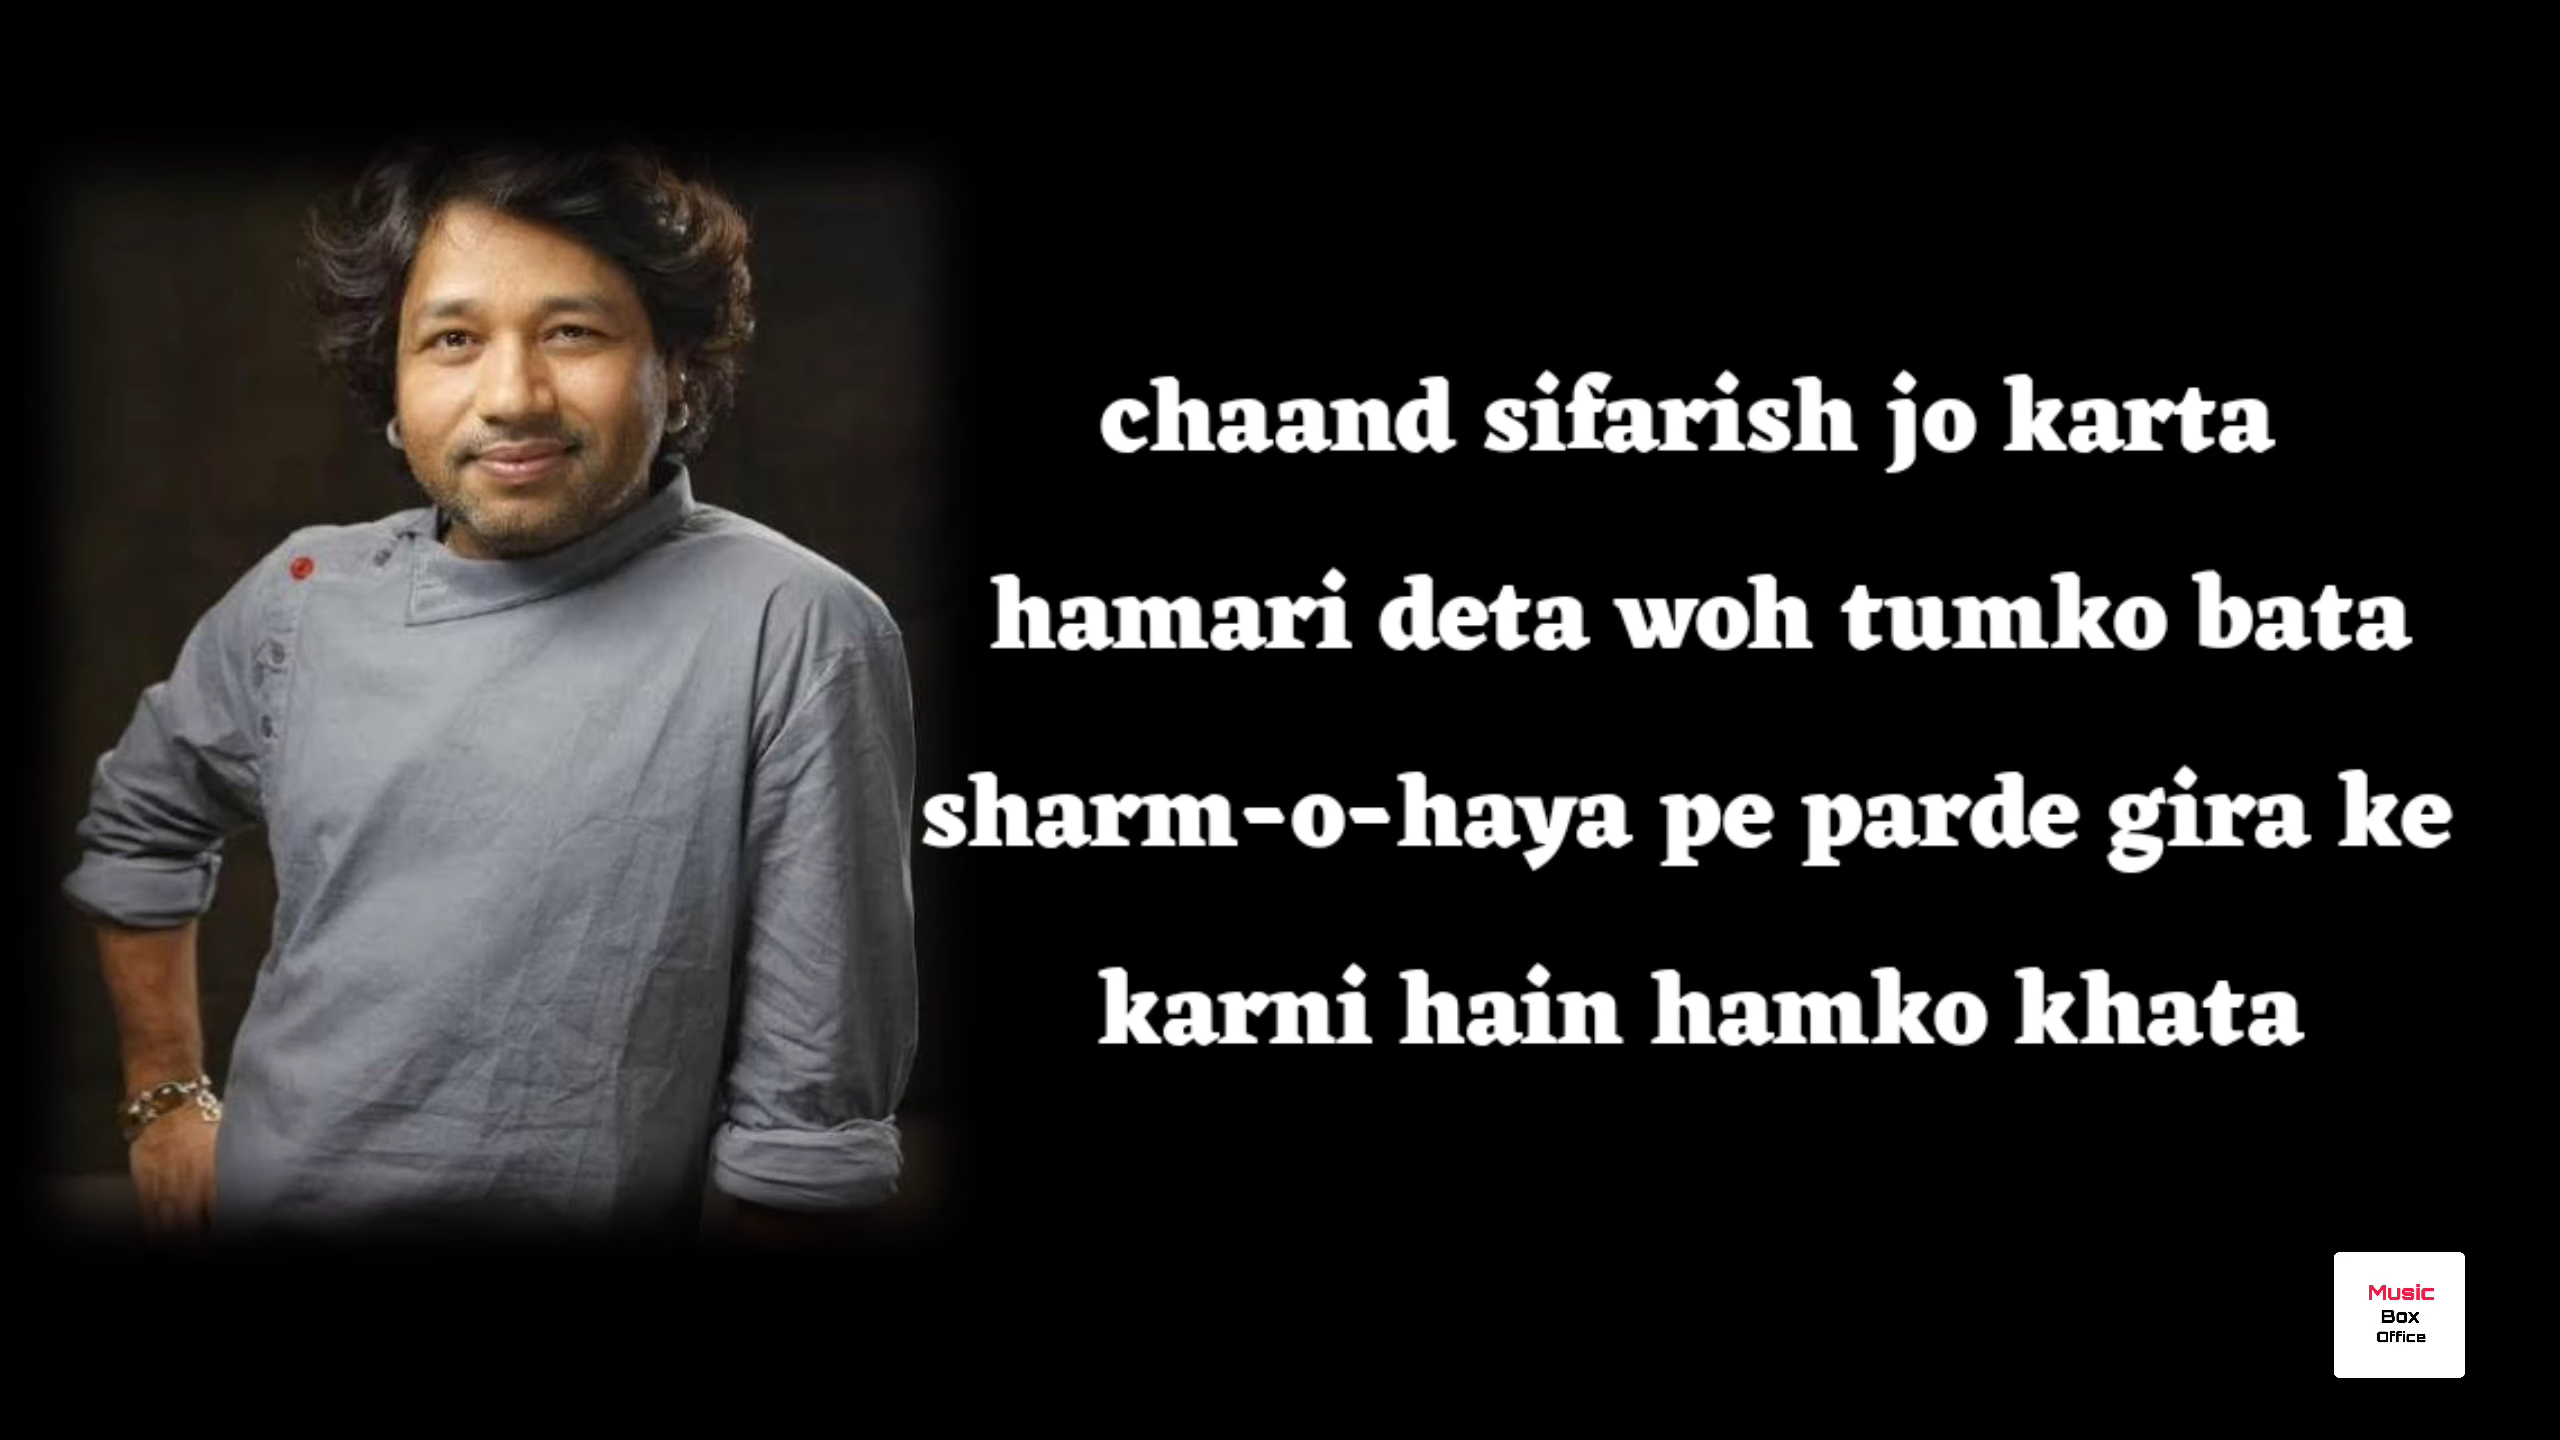 chaand sifarish jo karta
hamari deta woh tumko bata
sharm-o-haya pe parde gira ke
karni hain hamko khata
Music
Box
Office